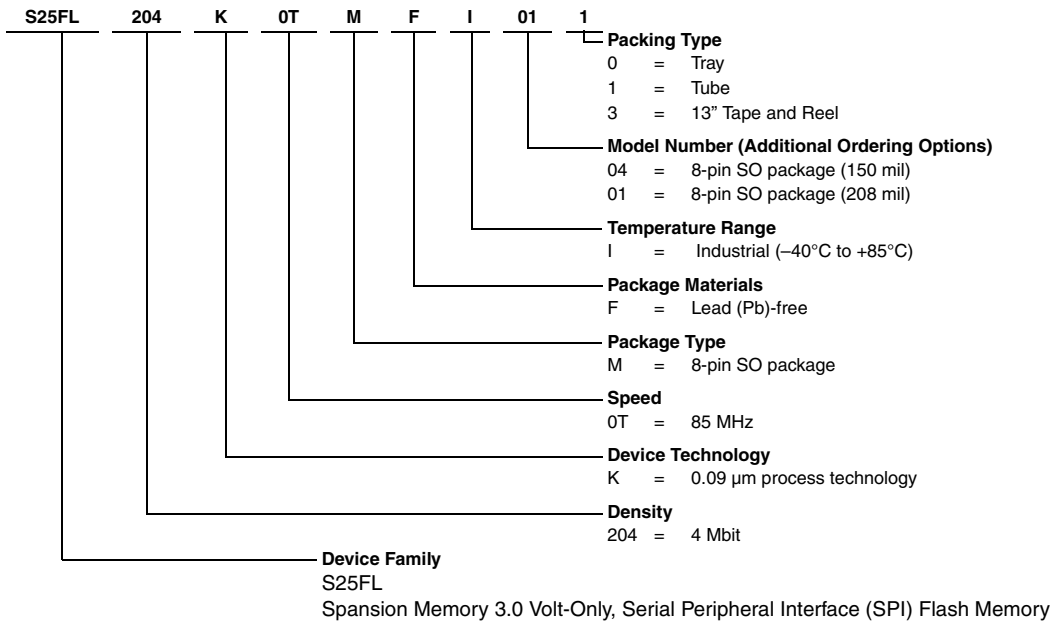 S25FL 204 K 0T M F I 01 1
Packing Type
0 = Tray
1 = Tube
3 = 13” Tape and Reel
Model Number (Additional Ordering Options)
04 = 8-pin SO package (150 mil)
01 = 8-pin SO package (208 mil)
Temperature Range
I = Industrial (–40°C to +85°C)
Package Materials
F = Lead (Pb)-free
Package Type
M = 8-pin SO package
Speed
0T = 85 MHz
Device Technology
K = 0.09 µm process technology
Density
204 = 4 Mbit
Device Family
S25FL
Spansion Memory 3.0 Volt-Only, Serial Peripheral Interface (SPI) Flash Memory